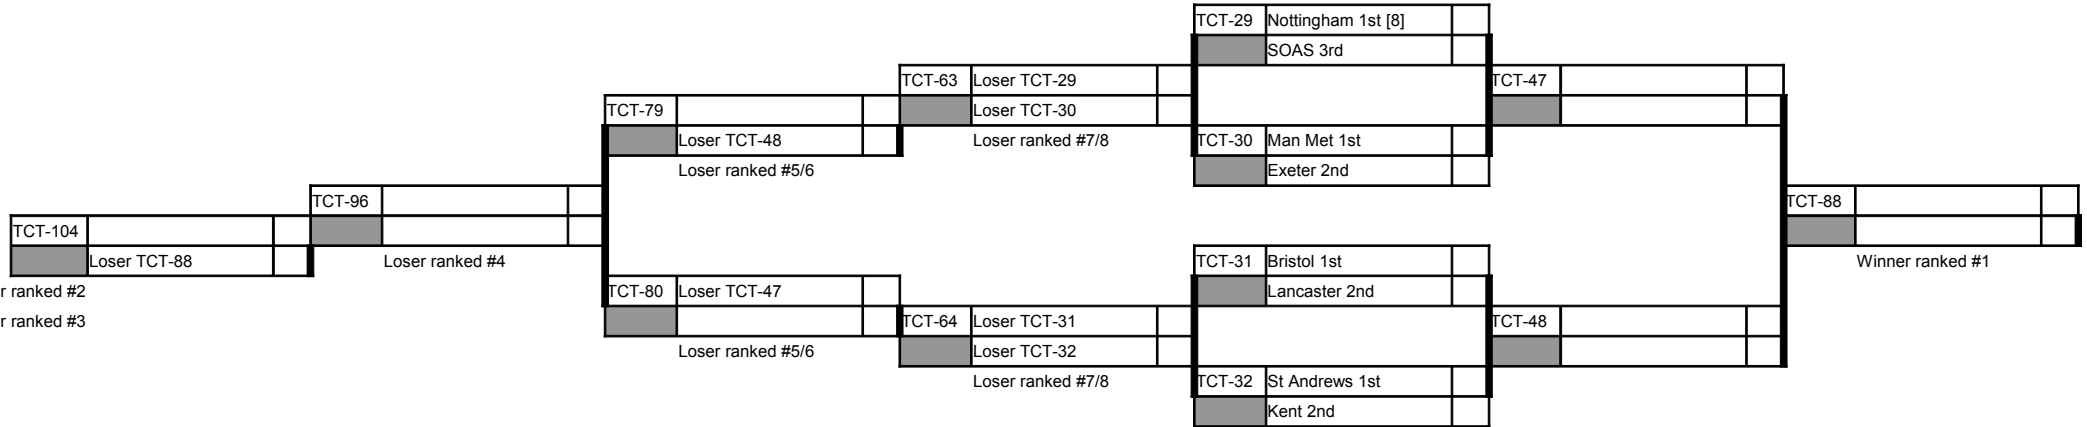 TCT-29 Nottingham 1st [8]
SOAS 3rd
TCT-63 Loser TCT-29 TCT-47
TCT-79 Loser TCT-30
Loser TCT-48 Loser ranked #7/8 TCT-30 Man Met 1st
Loser ranked #5/6 Exeter 2nd
TCT-96 TCT-88
TCT-104
Loser TCT-88 Loser ranked #4 TCT-31 Bristol 1st Winner ranked #1
r ranked #2 TCT-80 Loser TCT-47 Lancaster 2nd
r ranked #3 TCT-64 Loser TCT-31 TCT-48
Loser ranked #5/6 Loser TCT-32
Loser ranked #7/8 TCT-32 St Andrews 1st
Kent 2nd